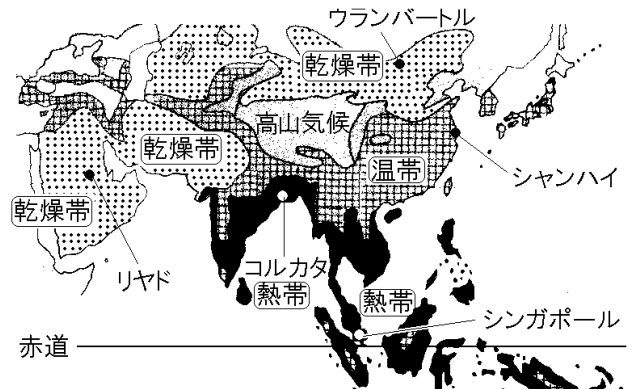 ウランバートル
乾燥帯
高山気候
乾燥帯
温帯
シャンハイ
乾燥帯
リヤド
コルカタ
熱帯
熱帯
シンガポール
赤道